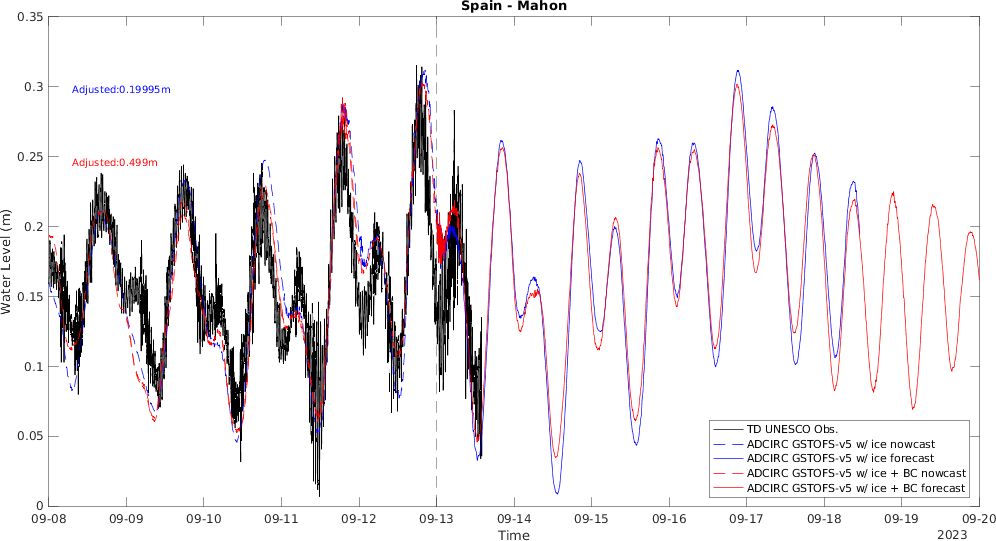 Spain - Mahon
0.35
0.3
0.25
0.2
0.15
0.1
0.05
0
Water Level (m)
Adjusted:0.19995m
Adjusted:0.499m
TD UNESCO Obs.
ADCIRC GSTOFS-v5 w/ ice nowcast
ADCIRC GSTOFS-v5 w/ ice forecast
ADCIRC GSTOFS-v5 w/ ice + BC nowcast
ADCIRC GSTOFS-v5 w/ ice + BC forecast
09-08 09-09 09-10 09-11 09-12 09-13 09-14 09-15 09-16 09-17 09-18 09-19 09-20
Time
2023